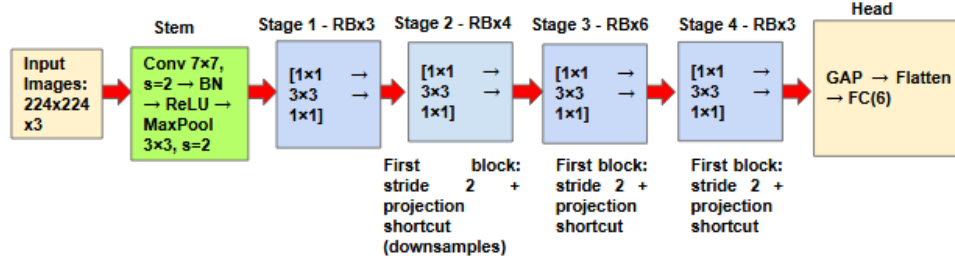 Input
Images:
224x224
x3
Stem
Conv 7×7,
s=2 → BN
→ ReLU →
MaxPool
3×3, s=2
Stage 1 - RBx3
[1×1 →
3×3 →
1×1]
Stage 2 - RBx4
[1×1 →
3×3 →
1×1]
First block:
stride 2 +
projection
shortcut
(downsamples)
Stage 3 - RBx6
[1×1 →
3×3 →
1×1]
First block:
stride 2 +
projection
shortcut
Stage 4 - RBx3
[1×1 →
3×3 →
1×1]
First block:
stride 2 +
projection
shortcut
Head
GAP → Flatten
→ FC(6)